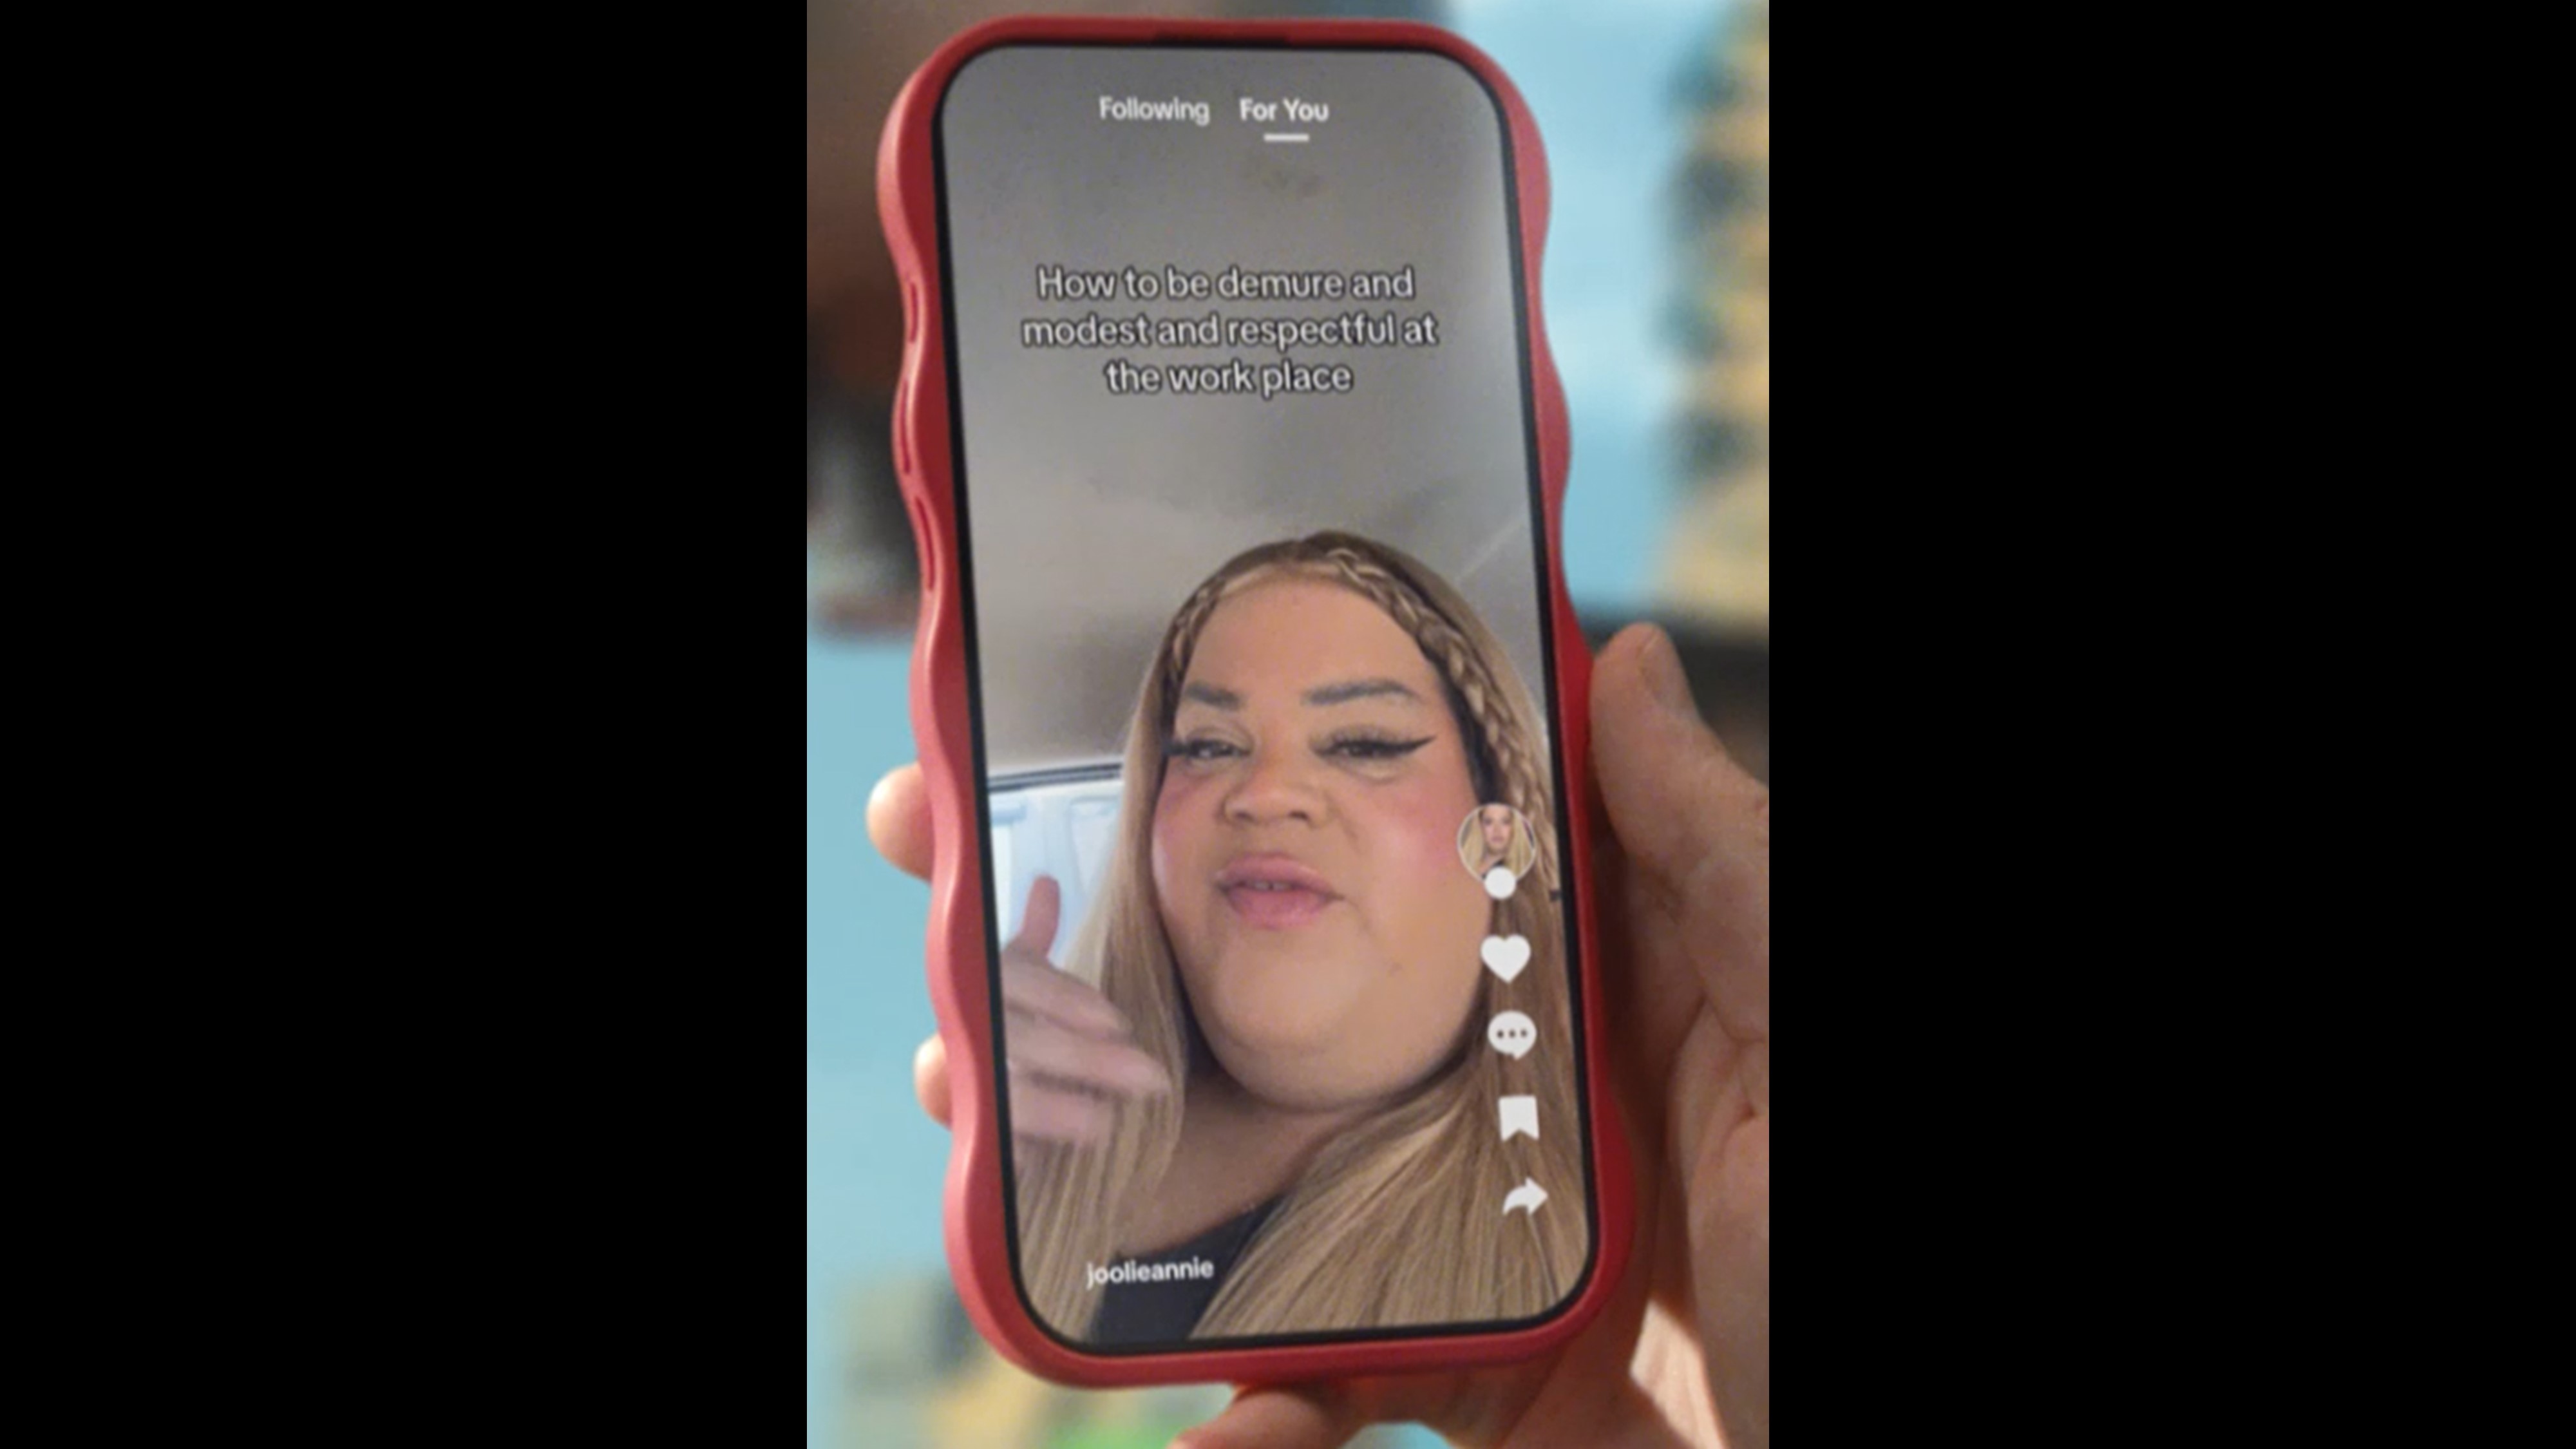 Following For You
How to be demure and
modest and respectful at
the work place
joolieannie